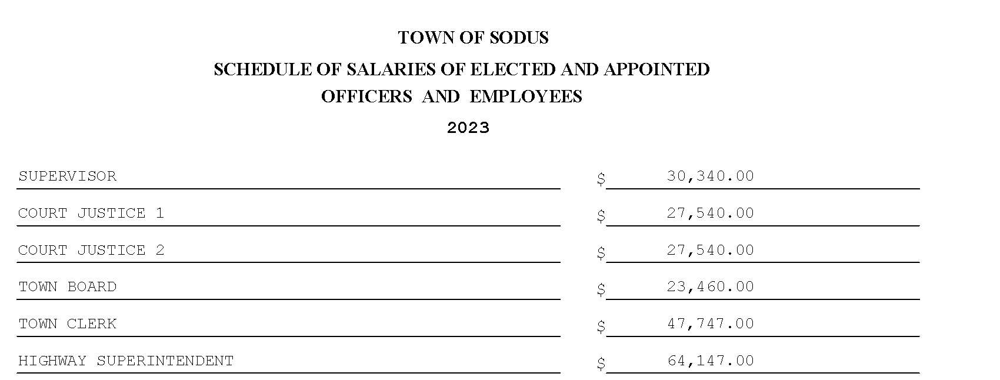 TOWN OF SODUS
SCHEDULE OF SALARIES OF ELECTED AND APPOINTED
OFFICERS AND EMPLOYEES
2023
SUPERVISOR $ 30,340.00
COURT JUSTICE 1 $ 27,540.00
COURT JUSTICE 2 $ 27,540.00
TOWN BOARD $ 23,460.00
TOWN CLERK $ 47,747.00
HIGHWAY SUPERINTENDENT $ 64,147.00